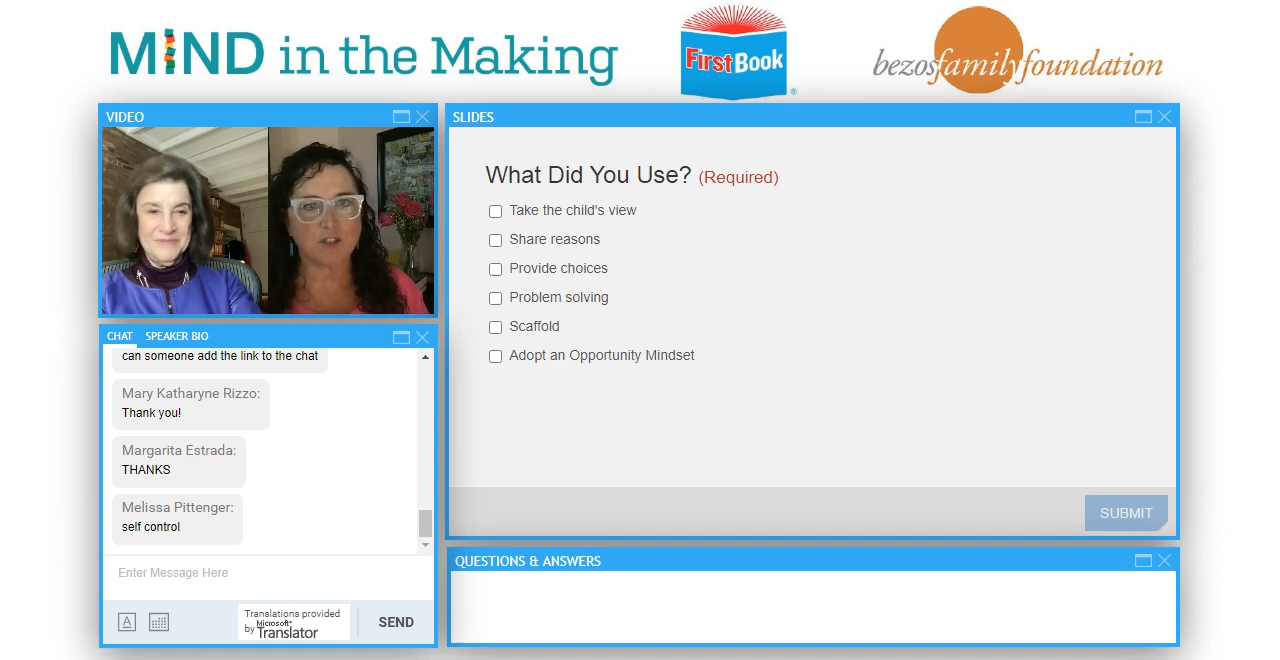 MIND in the Making
First Book ®
bezosfamilyfoundation
VIDEO
SLIDES
What Did You Use? (Required)
Take the child's view
Share reasons
Provide choices
Problem solving
Scaffold
Adopt an Opportunity Mindset
SUBMIT
CHAT SPEAKER BIO
can someone add the link to the chat
Mary Katharyne Rizzo:
Thank you!
Margarita Estrada:
THANKS
Melissa Pittenger:
self control
Enter Message Here
A
Translations provided
by Microsoft® Translator
SEND
QUESTIONS & ANSWERS